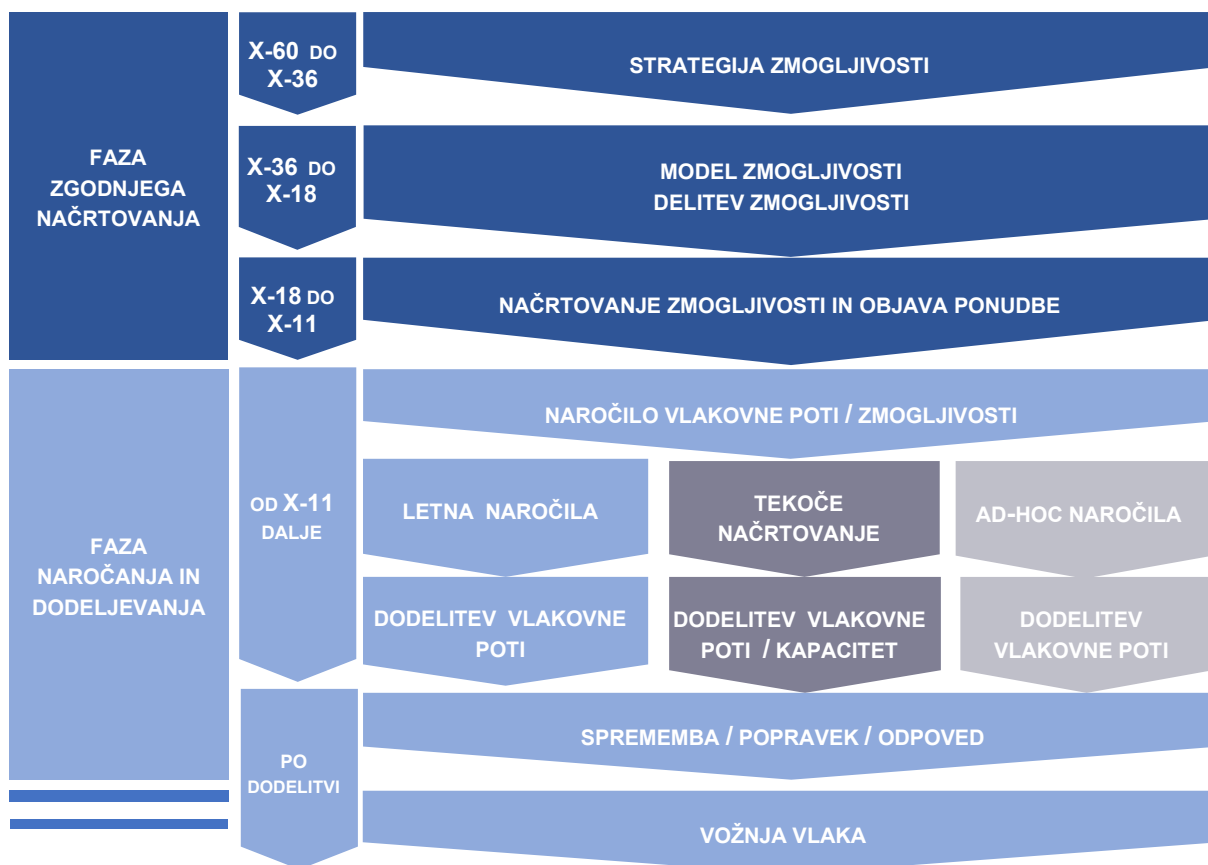 FAZA
ZGODNJEGA
NAČRTOVANJA
X-60 DO
X-36
STRATEGIJA ZMOGLJIVOSTI
X-36 DO
X-18
MODEL ZMOGLJIVOSTI
DELITEV ZMOGLJIVOSTI
X-18 DO
X-11
NAČRTOVANJE ZMOGLJIVOSTI IN OBJAVA PONUDBE
FAZA
NAROČANJA IN
DODELJEVANJA
OD X-11
DALJE
NAROČILO VLAKOVNE POTI / ZMOGLJIVOSTI
LETNA NAROČILA
TEKOČE
NAČRTOVANJE
AD-HOC NAROČILA
DODELITEV VLAKOVNE
POTI
DODELITEV VLAKOVNE
POTI / KAPACITET
DODELITEV
VLAKOVNE POTI
PO
DODELITVI
SPREMEMBA / POPRAVEK / ODPOVED
VOŽNJA VLAKA